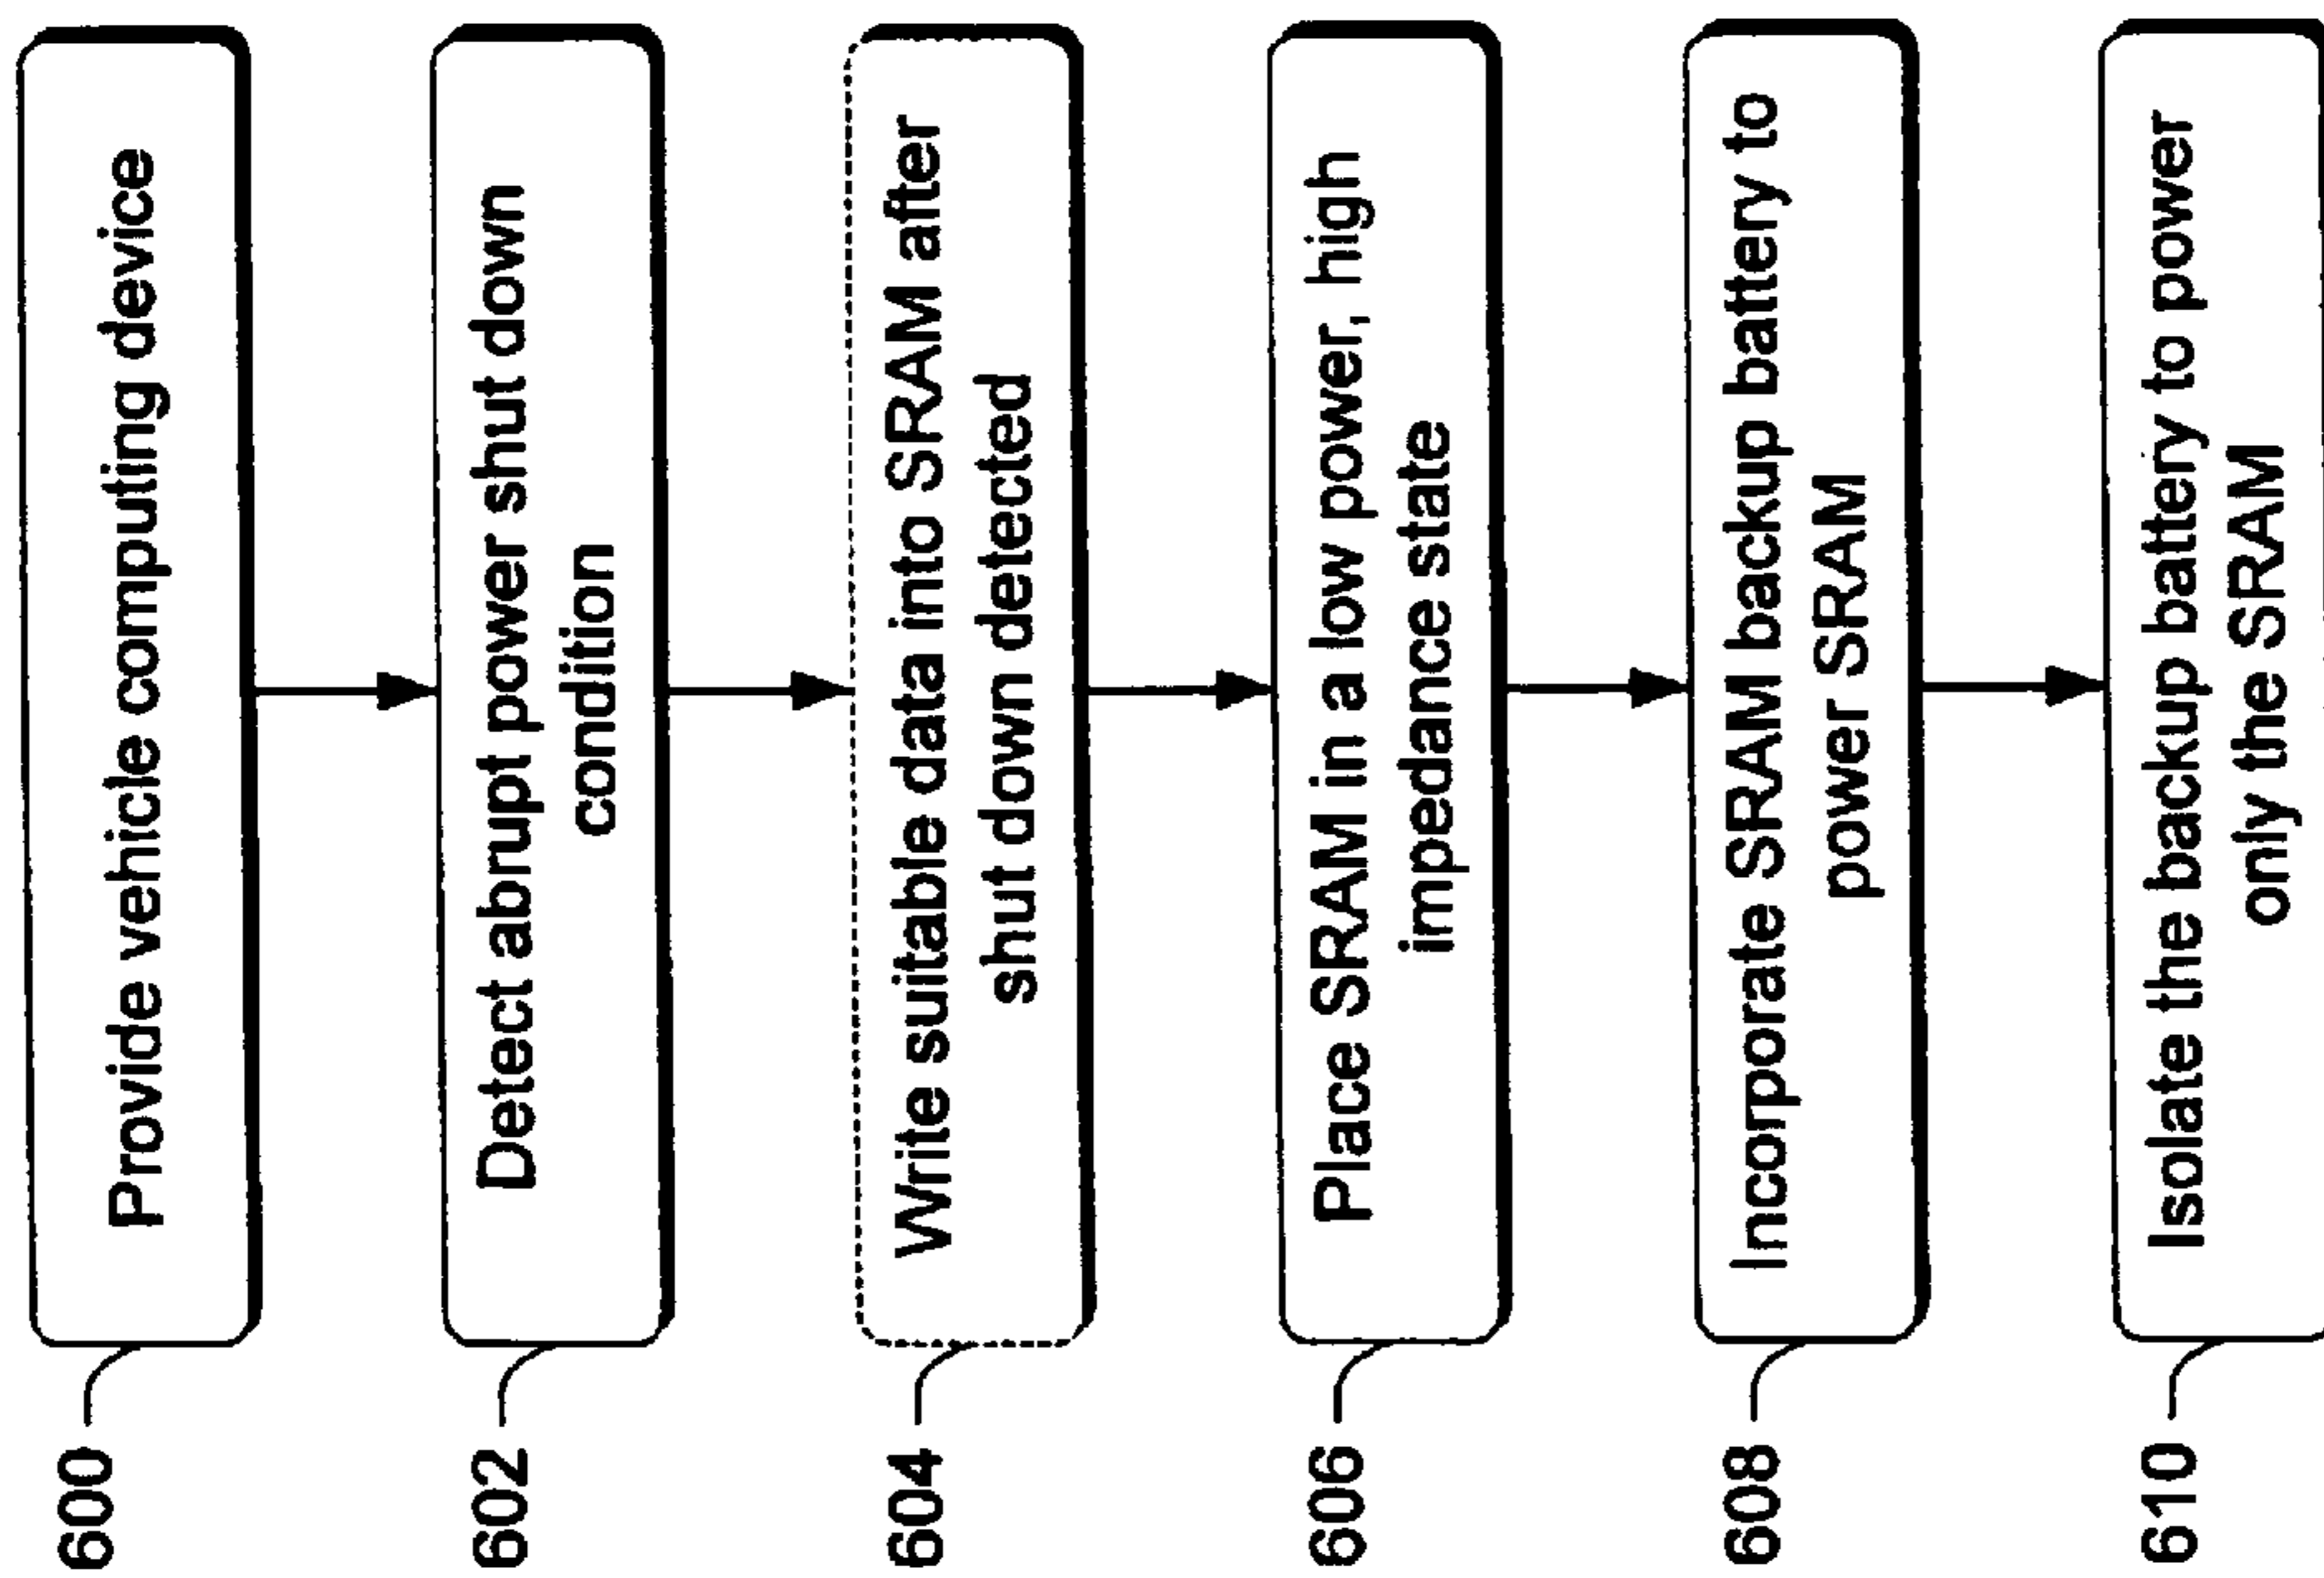 600
Provide vehicle computing device
602
Detect abrupt power shut down
condition
604
Write suitable data into SRAM after
shut down detected
606
Place SRAM in a low power, high
impedance state
608
Incorporate SRAM backup battery to
power SRAM
610
Isolate the backup battery to power
only the SRAM